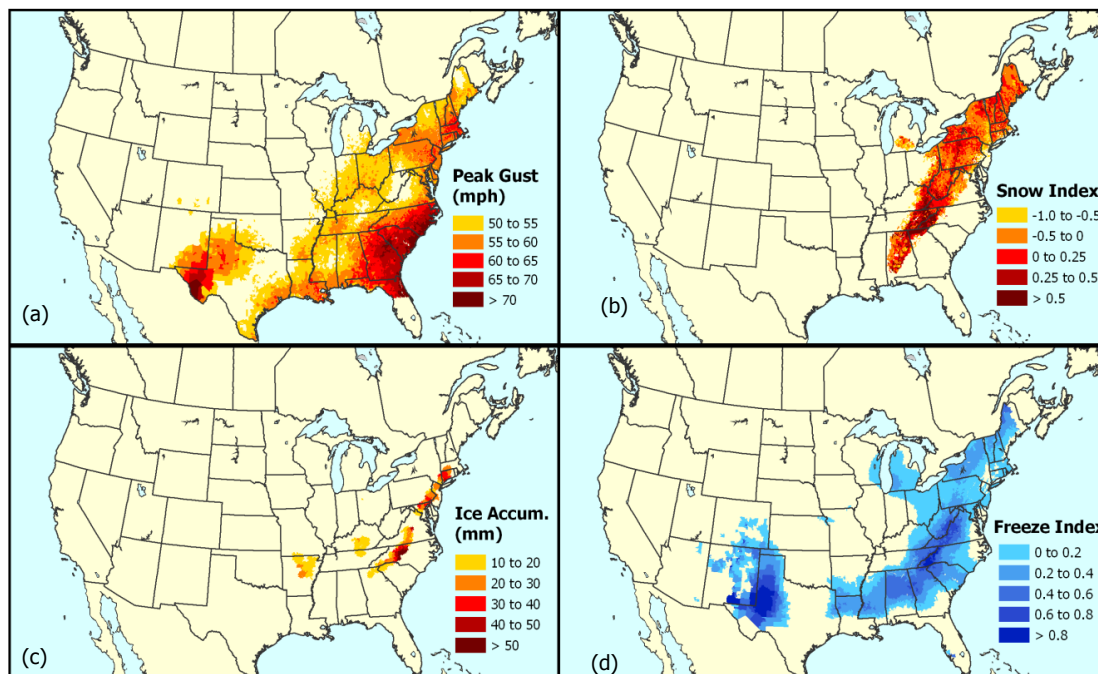 Peak Gust
(mph)
50 to 55
55 to 60
60 to 65
65 to 70
> 70
(a)
Snow Index
-1.0 to -0.5
-0.5 to 0
0 to 0.25
0.25 to 0.5
> 0.5
(b)
Ice Accum.
(mm)
10 to 20
20 to 30
30 to 40
40 to 50
> 50
(c)
Freeze Index
0 to 0.2
0.2 to 0.4
0.4 to 0.6
0.6 to 0.8
> 0.8
(d)